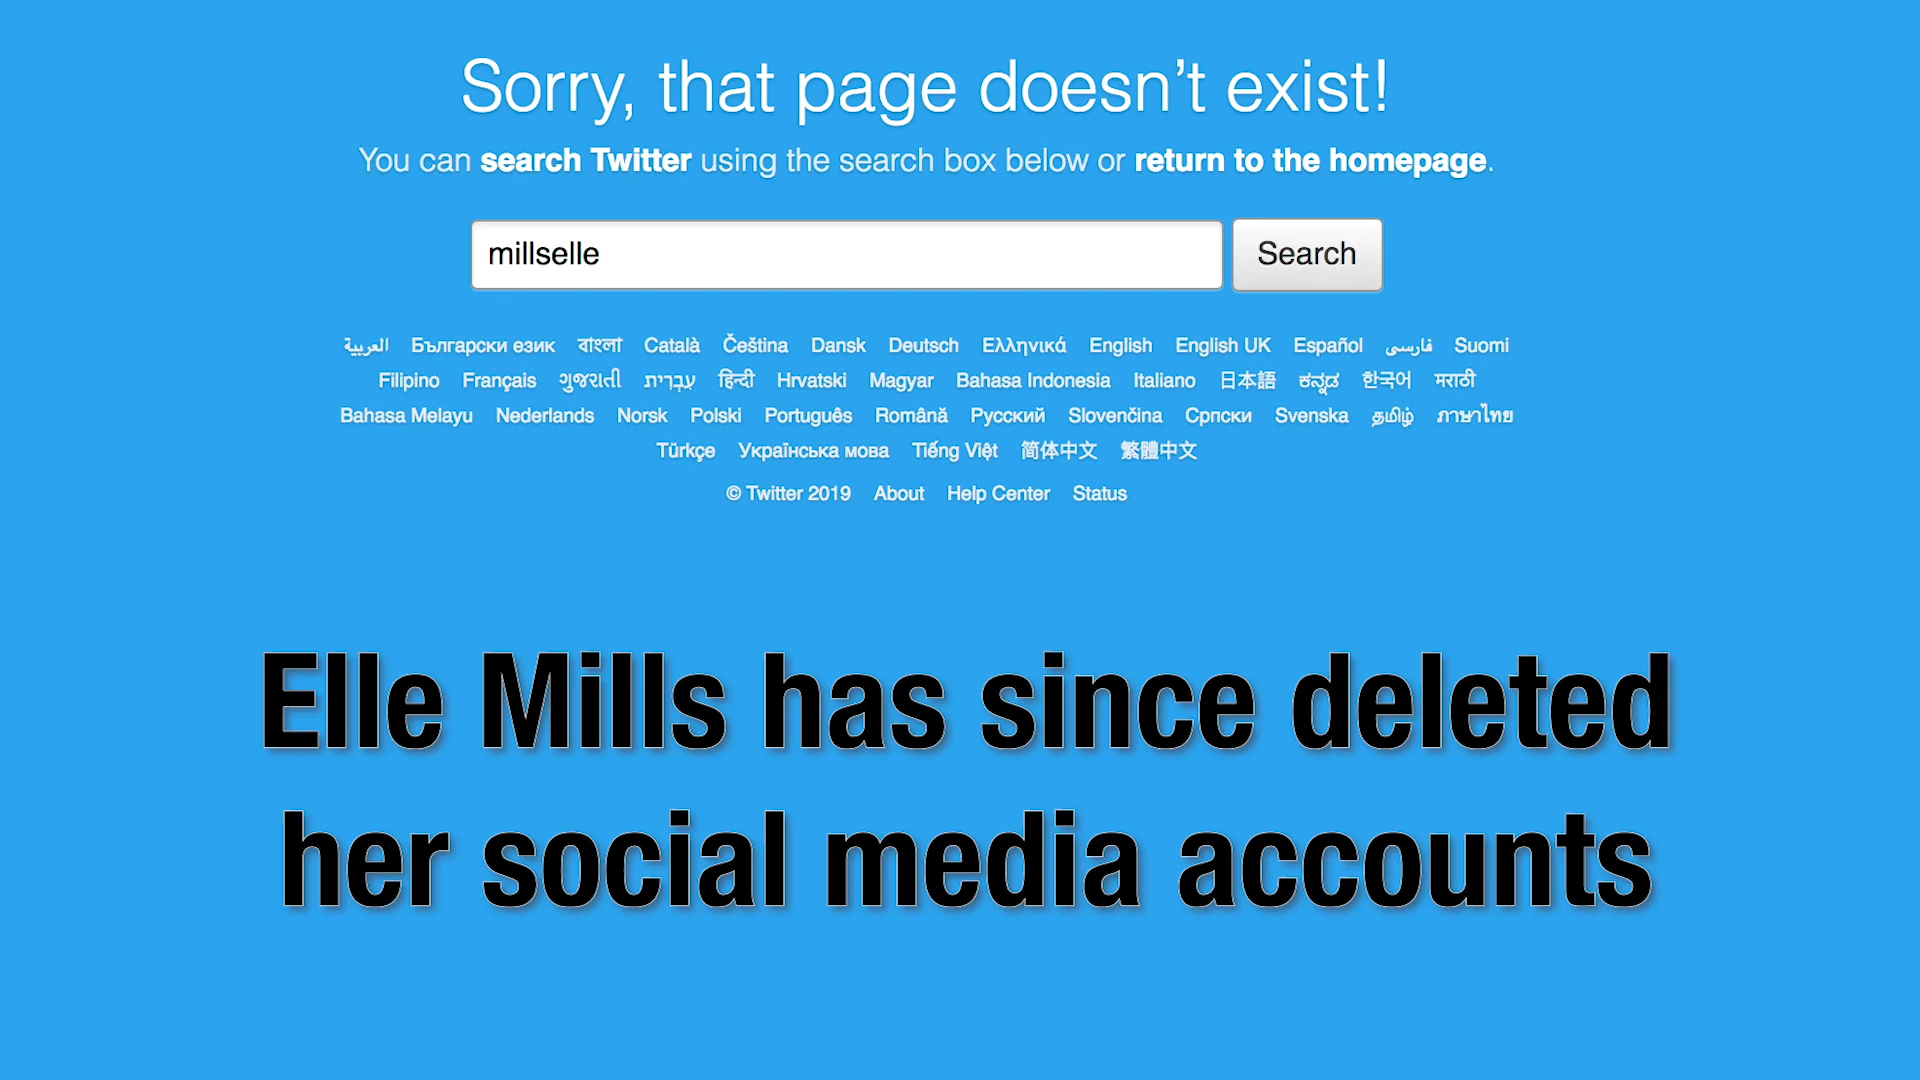 Sorry, that page doesn’t exist!
You can search Twitter using the search box below or return to the homepage.
millselle Search
العربية Български език বাংলা Català Čeština Dansk Deutsch Ελληνικά English English UK Español فارسی Suomi
Filipino Français ગુજરાતી עִבְרִית हिन्दी Hrvatski Magyar Bahasa Indonesia Italiano 日本語 ಕನ್ನಡ 한국어 मराठी
Bahasa Melayu Nederlands Norsk Polski Português Română Русский Slovenčina Српски Svenska தமிழ் ภาษาไทย
Türkçe Українська мова Tiếng Việt 简体中文 繁體中文
© Twitter 2019 About Help Center Status
Elle Mills has since deleted
her social media accounts